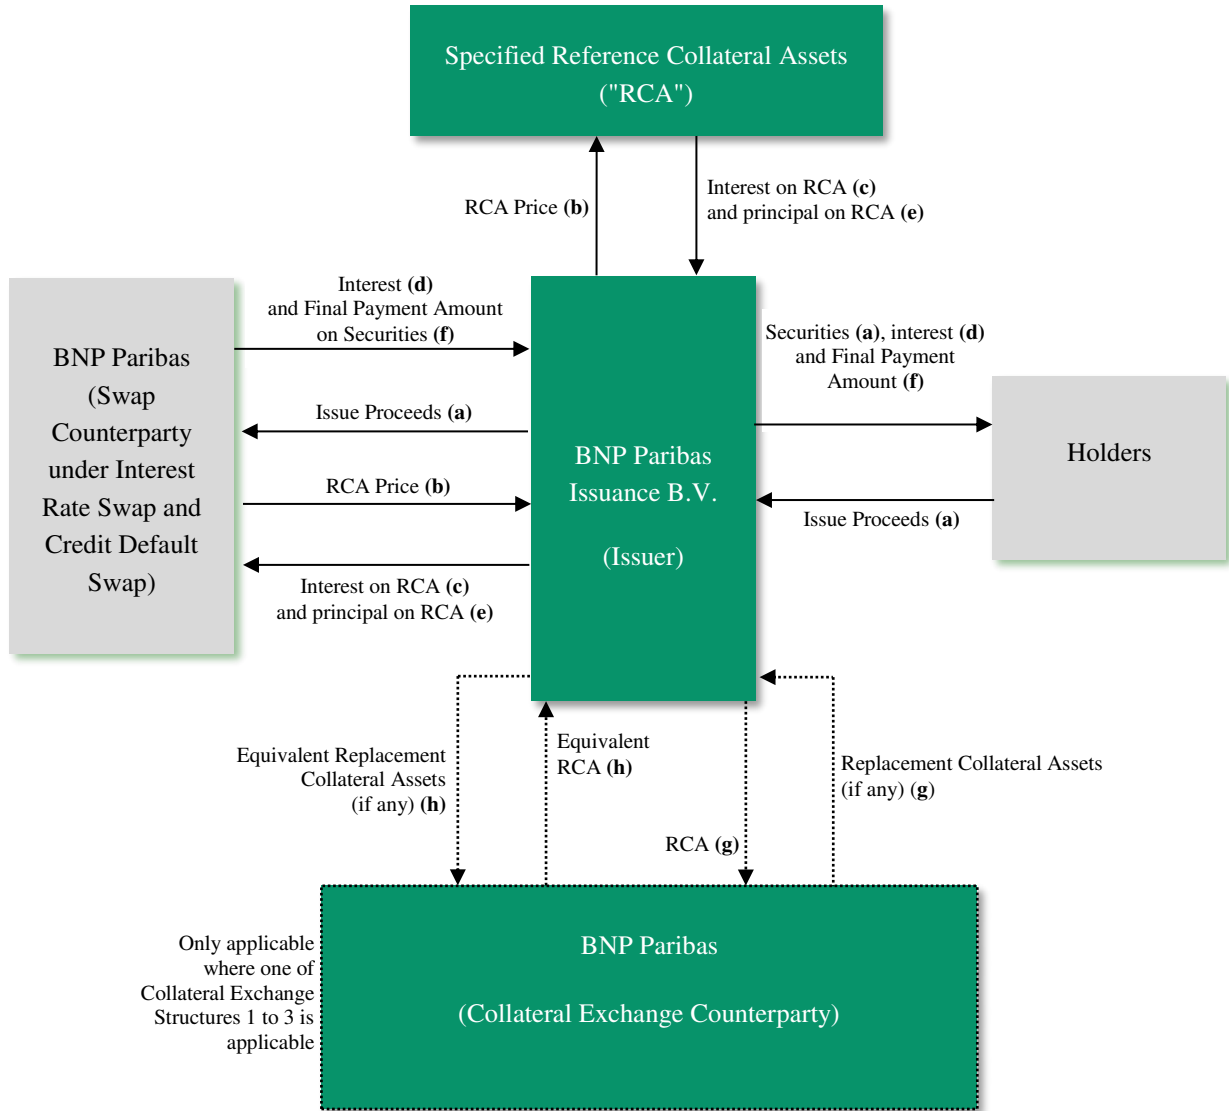 Specified Reference Collateral Assets
("RCA")
RCA Price (b)
Interest on RCA (c)
and principal on RCA (e)
BNP Paribas
(Swap
Counterparty
under Interest
Rate Swap and
Credit Default
Swap)
Interest (d)
and Final Payment Amount
on Securities (f)
Issue Proceeds (a)
RCA Price (b)
Interest on RCA (c)
and principal on RCA (e)
BNP Paribas
Issuance B.V.
(Issuer)
Securities (a), interest (d)
and Final Payment
Amount (f)
Issue Proceeds (a)
Holders
Equivalent Replacement
Collateral Assets
(if any) (h)
Equivalent
RCA (h)
RCA (g)
Replacement Collateral Assets
(if any) (g)
Only applicable
where one of
Collateral Exchange
Structures 1 to 3 is
applicable
BNP Paribas
(Collateral Exchange Counterparty)